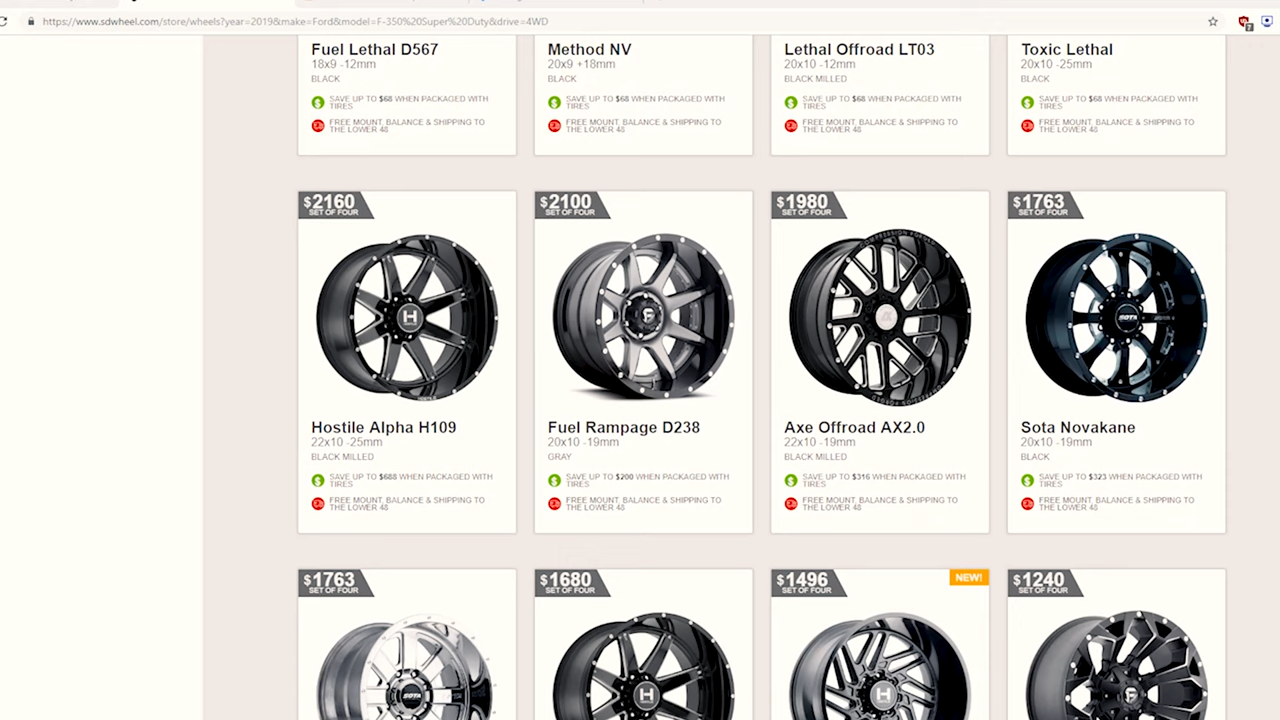 https://www.sdwheel.com/store/wheels?year=2019&make=Ford&model=F-350%20Super%20Duty&drive=4WD
Fuel Lethal D567
18x9 -12mm
BLACK
SAVE UP TO $68 WHEN PACKAGED WITH
TIRES
FREE MOUNT, BALANCE & SHIPPING TO
THE LOWER 48
Method NV
20x9 +18mm
BLACK
SAVE UP TO $68 WHEN PACKAGED WITH
TIRES
FREE MOUNT, BALANCE & SHIPPING TO
THE LOWER 48
Lethal Offroad LT03
20x10 -12mm
BLACK MILLED
SAVE UP TO $68 WHEN PACKAGED WITH
TIRES
FREE MOUNT, BALANCE & SHIPPING TO
THE LOWER 48
Toxic Lethal
20x10 -25mm
BLACK
SAVE UP TO $68 WHEN PACKAGED WITH
TIRES
FREE MOUNT, BALANCE & SHIPPING TO
THE LOWER 48
$2160
SET OF FOUR
H
Hostile Alpha H109
22x10 -25mm
BLACK MILLED
SAVE UP TO $688 WHEN PACKAGED WITH
TIRES
FREE MOUNT, BALANCE & SHIPPING TO
THE LOWER 48
$2100
SET OF FOUR
F
Fuel Rampage D238
20x10 -19mm
GRAY
SAVE UP TO $200 WHEN PACKAGED WITH
TIRES
FREE MOUNT, BALANCE & SHIPPING TO
THE LOWER 48
$1980
SET OF FOUR
COMPRESSION FORGED
Axe Offroad AX2.0
22x10 -19mm
BLACK MILLED
SAVE UP TO $316 WHEN PACKAGED WITH
TIRES
FREE MOUNT, BALANCE & SHIPPING TO
THE LOWER 48
$1763
SET OF FOUR
SOTA
Sota Novakane
20x10 -19mm
BLACK
SAVE UP TO $323 WHEN PACKAGED WITH
TIRES
FREE MOUNT, BALANCE & SHIPPING TO
THE LOWER 48
$1763
SET OF FOUR
SOTA
$1680
SET OF FOUR
H
$1496
SET OF FOUR
NEW!
H
$1240
SET OF FOUR
F